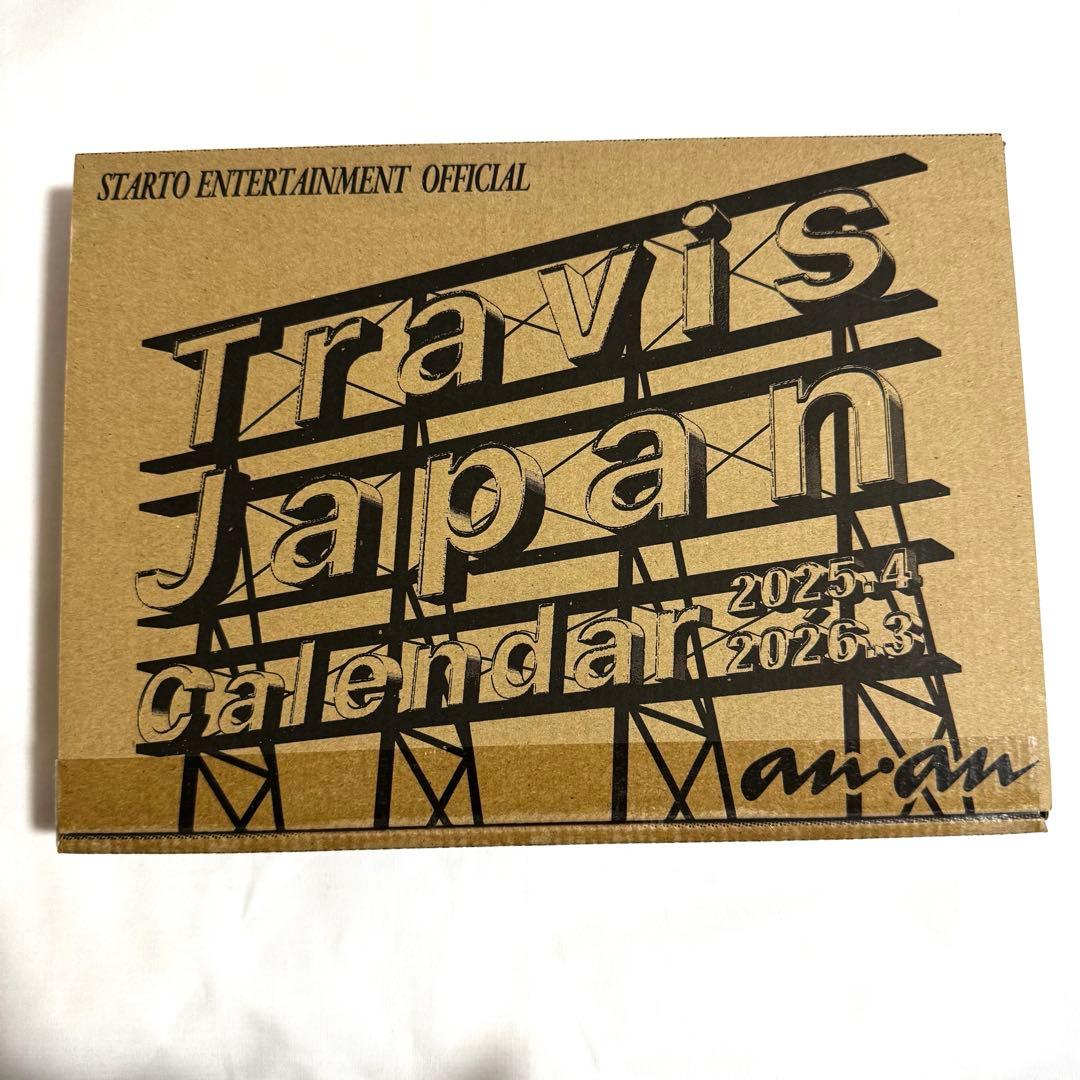 STARTO ENTERTAINMENT OFFICIAL
Travis
Japan
Calendar
2025.4
2026.3
an・an